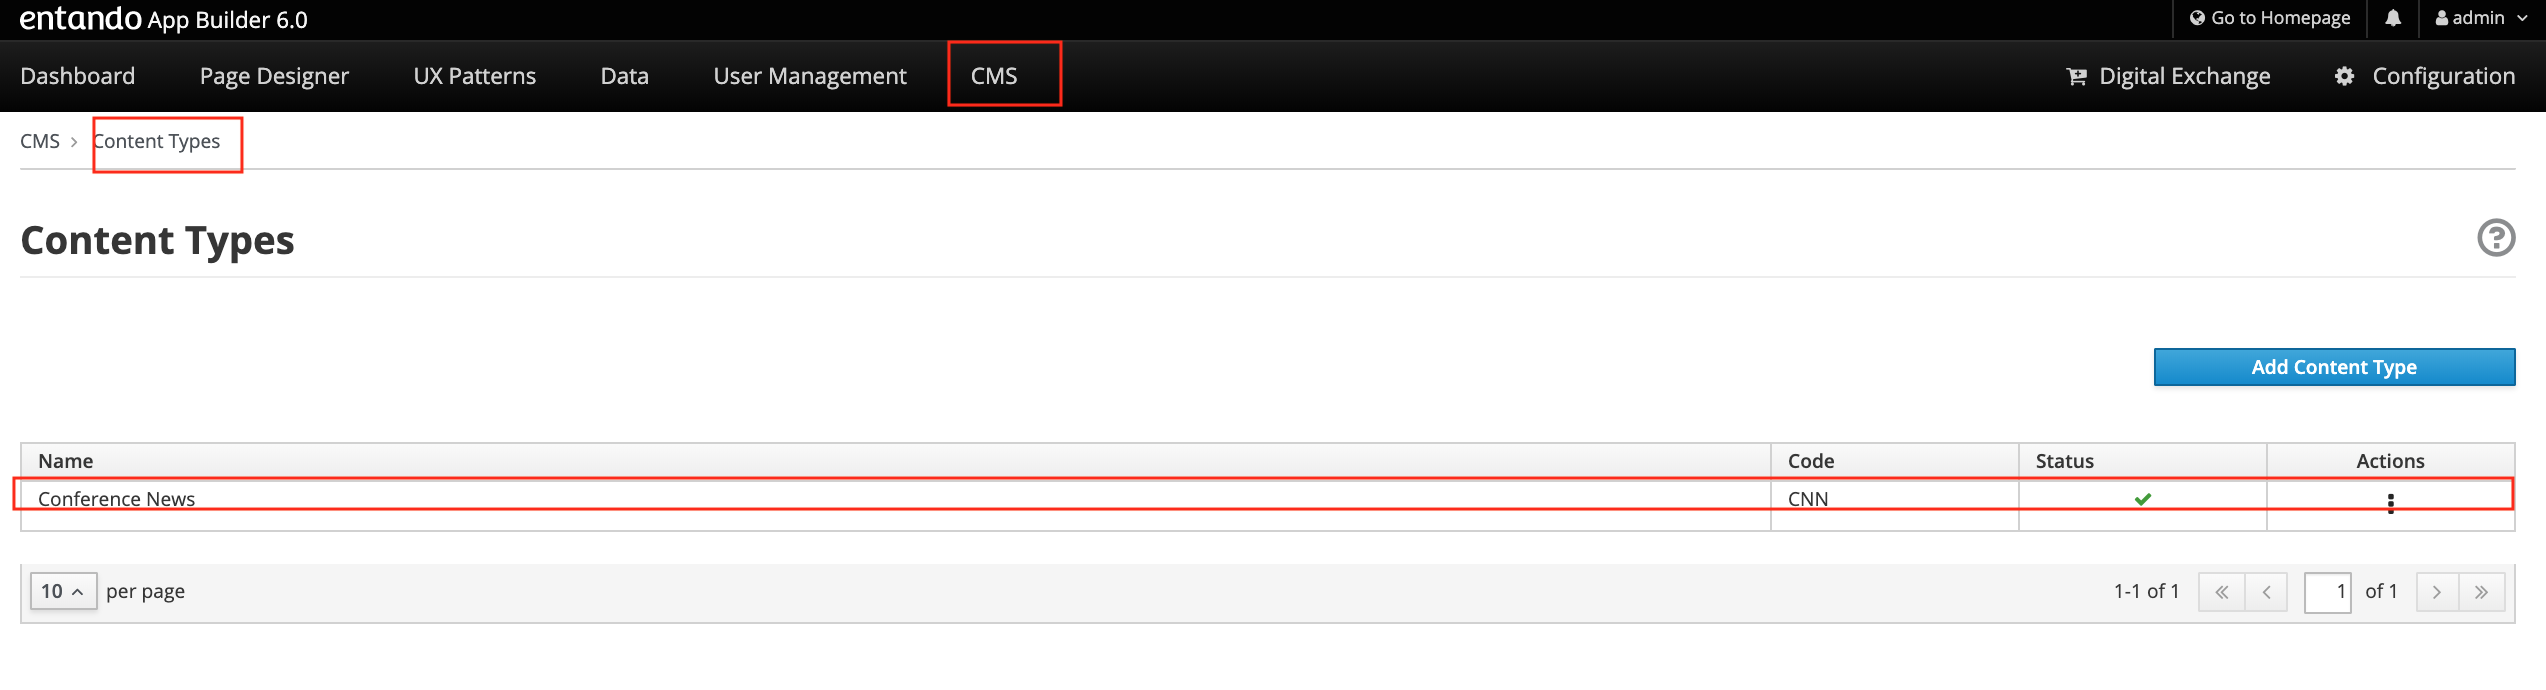 entando App Builder 6.0 Go to Homepage admin
Dashboard Page Designer UX Patterns Data User Management CMS Digital Exchange Configuration
CMS > Content Types
Content Types
Add Content Type
Name Code Status Actions
Conference News CNN
10 per page 1-1 of 1 « < 1 of 1 > »